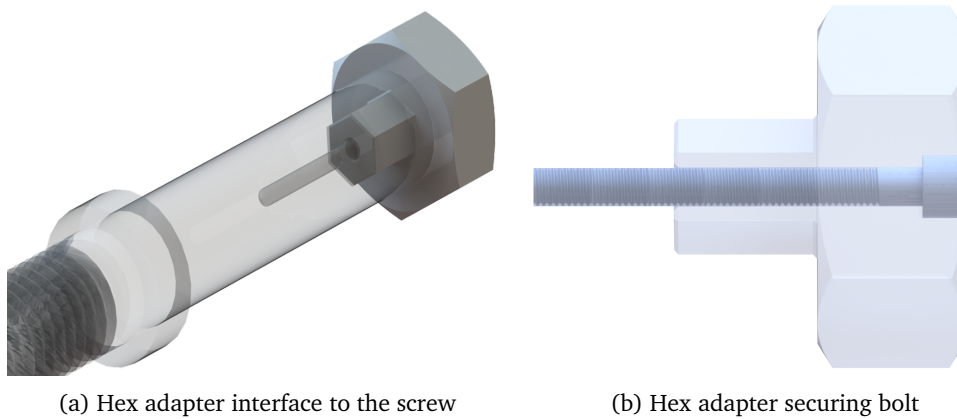 (a) Hex adapter interface to the screw
(b) Hex adapter securing bolt